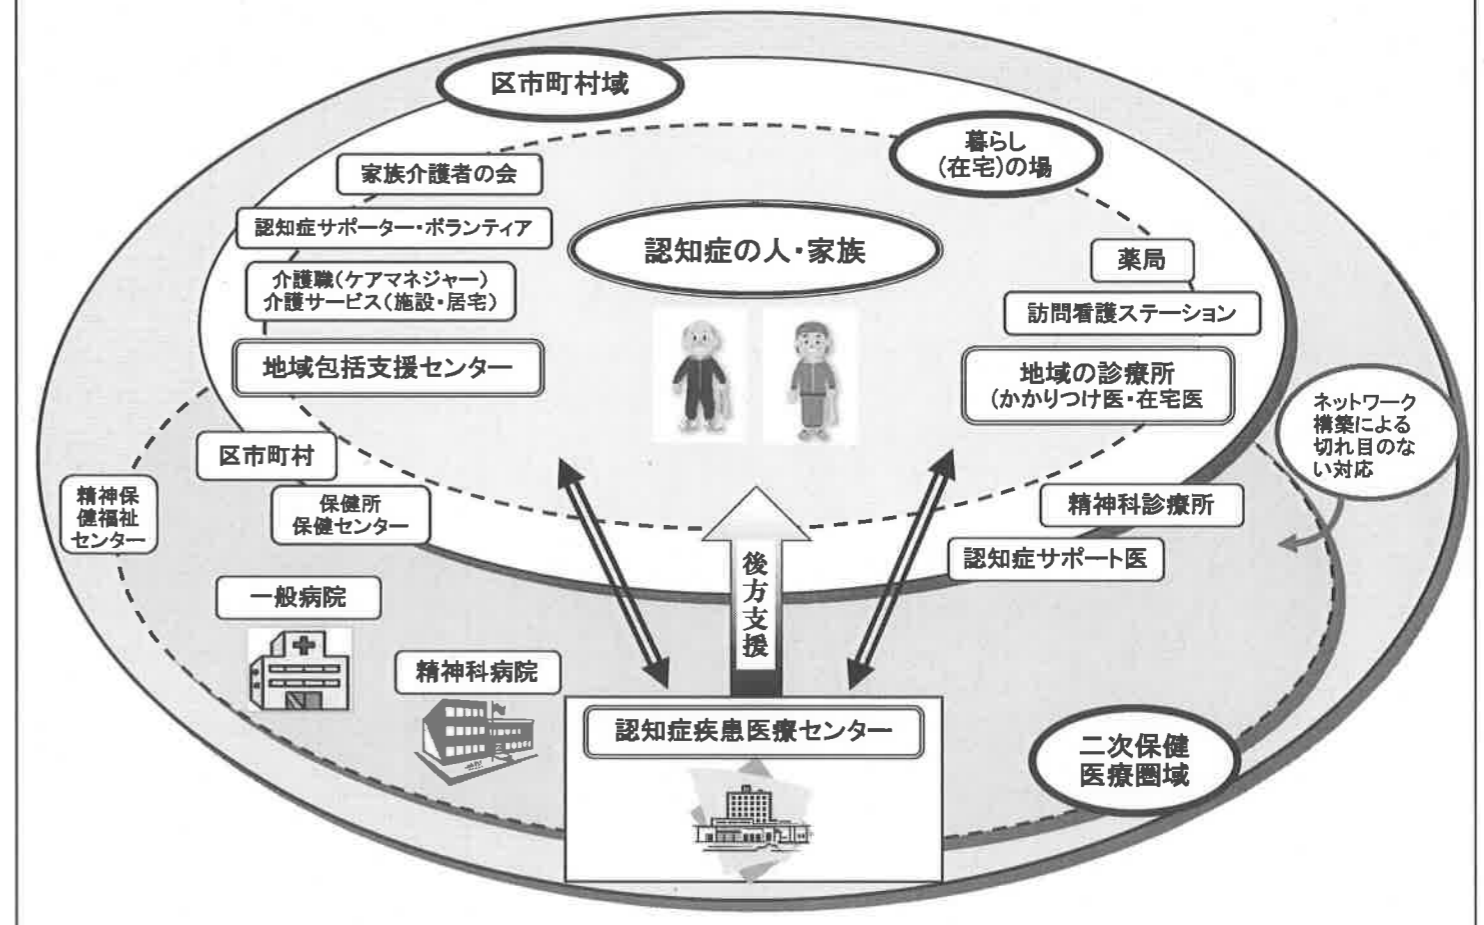 区市町村域
暮らし
(在宅)の場
家族介護者の会
認知症サポーター・ボランティア
認知症の人・家族
介護職(ケアマネジャー)
介護サービス(施設・居宅)
薬局
訪問看護ステーション
地域包括支援センター
地域の診療所
(かかりつけ医・在宅医
ネットワーク
構築による
切れ目のな
い対応
区市町村
精神保
健福祉
センター
保健所
保健センター
精神科診療所
認知症サポート医
後方支援
一般病院
精神科病院
認知症疾患医療センター
二次保健
医療圏域